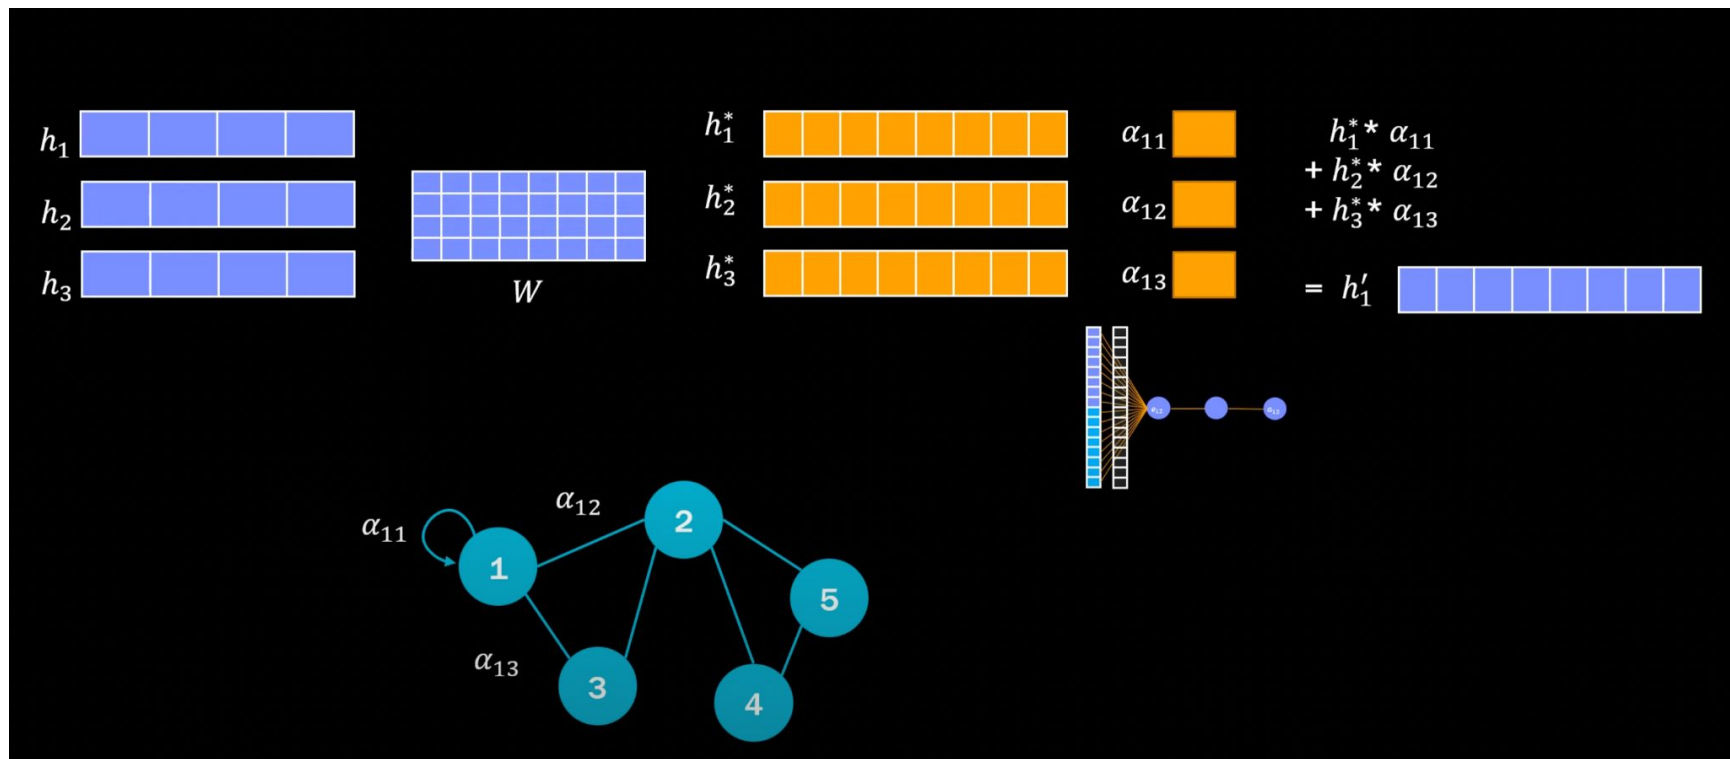 h₁
h₂
h₃
W
h₁*
h₂*
h₃*
α₁₁
α₁₂
α₁₃
h₁* * α₁₁
+ h₂* * α₁₂
+ h₃* * α₁₃
= h₁′
α₁₁
α₁₂
α₁₃
1
2
3
4
5